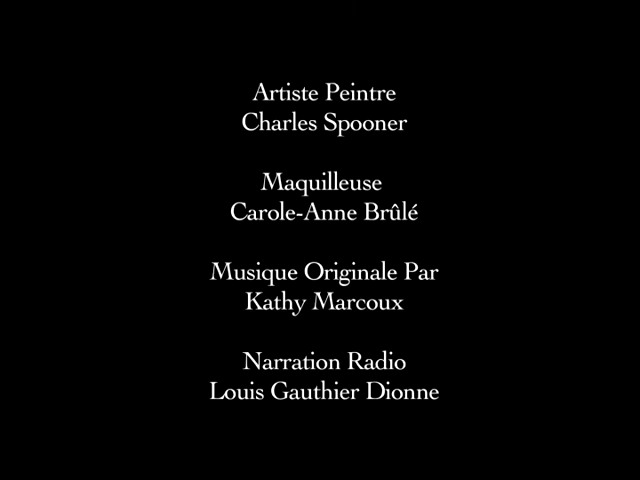 Artiste Peintre
Charles Spooner
Maquilleuse
Carole-Anne Brûlé
Musique Originale Par
Kathy Marcoux
Narration Radio
Louis Gauthier Dionne